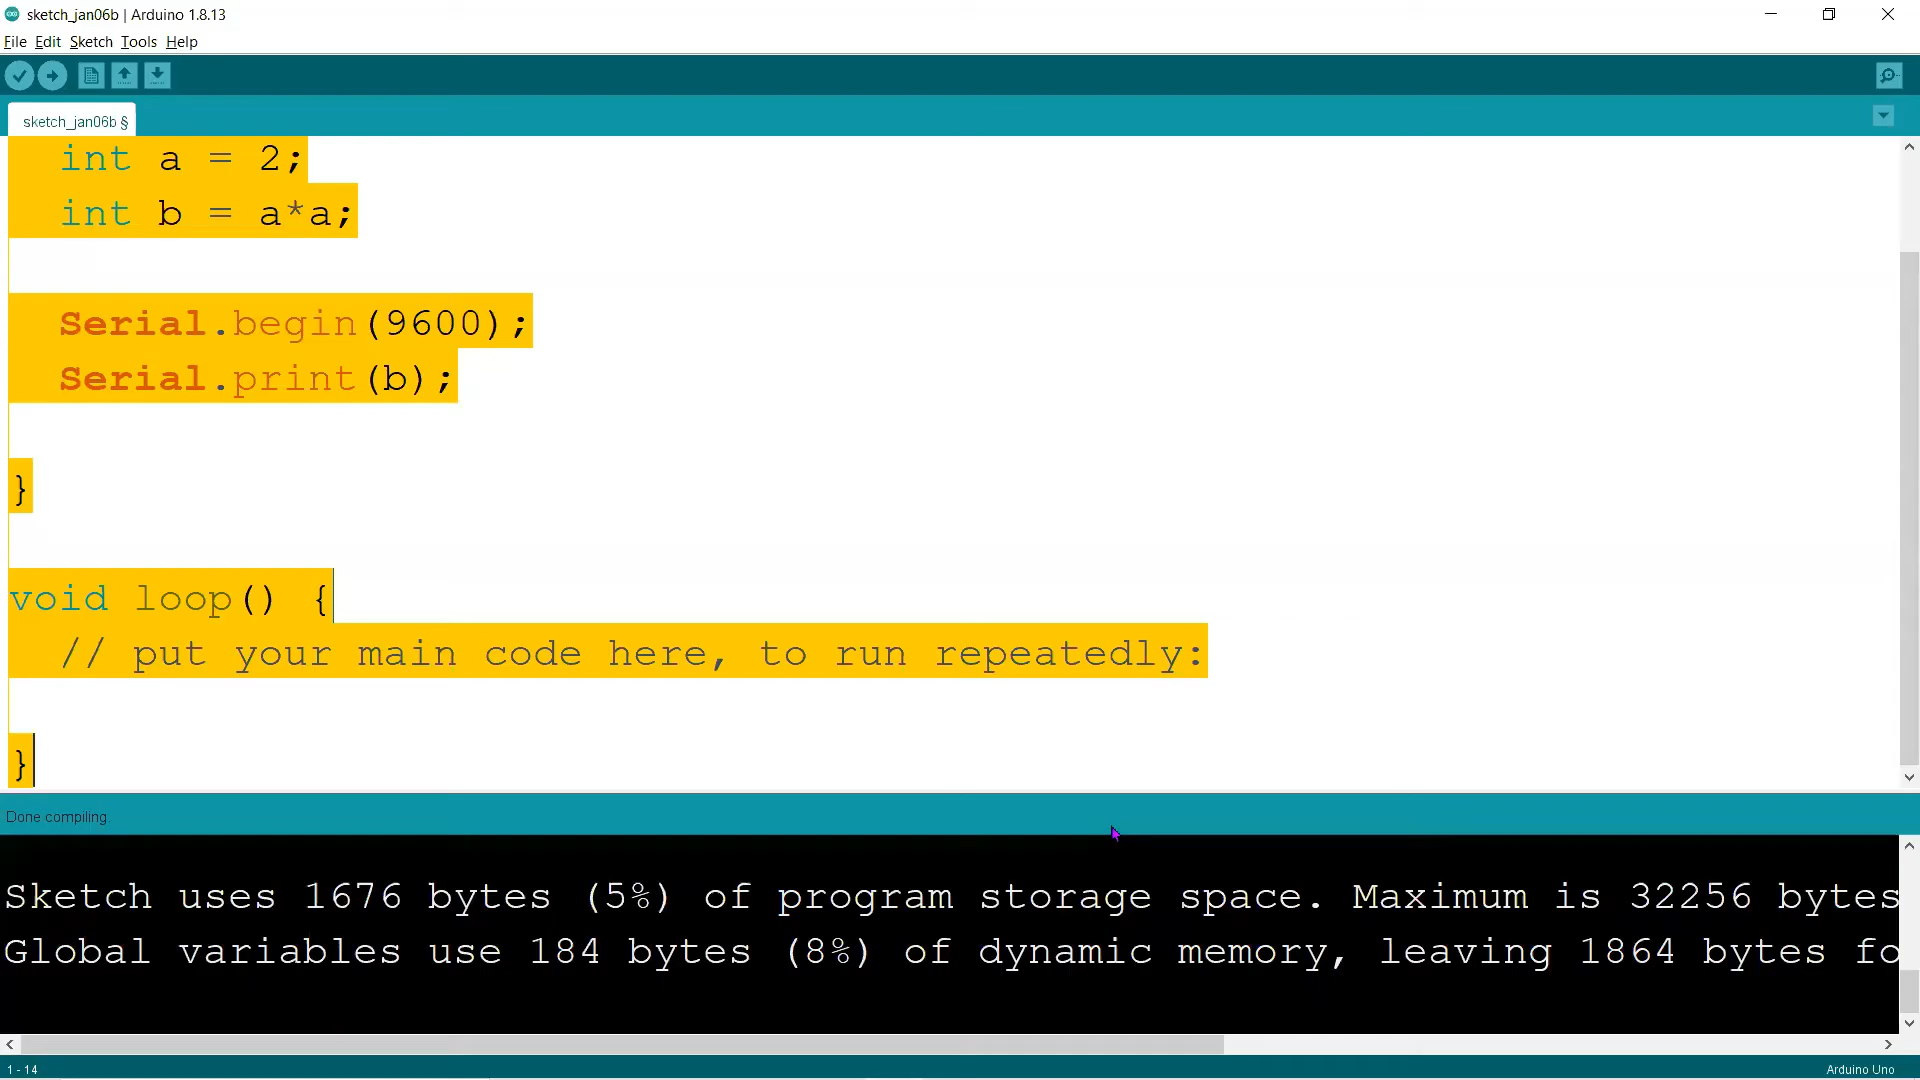 sketch_jan06b | Arduino 1.8.13
File Edit Sketch Tools Help
sketch_jan06b §
int a = 2;
int b = a*a;
Serial.begin(9600);
Serial.print(b);
}
void loop() {
// put your main code here, to run repeatedly:
}
Done compiling.
Sketch uses 1676 bytes (5%) of program storage space. Maximum is 32256 bytes
Global variables use 184 bytes (8%) of dynamic memory, leaving 1864 bytes fo
1 - 14
Arduino Uno